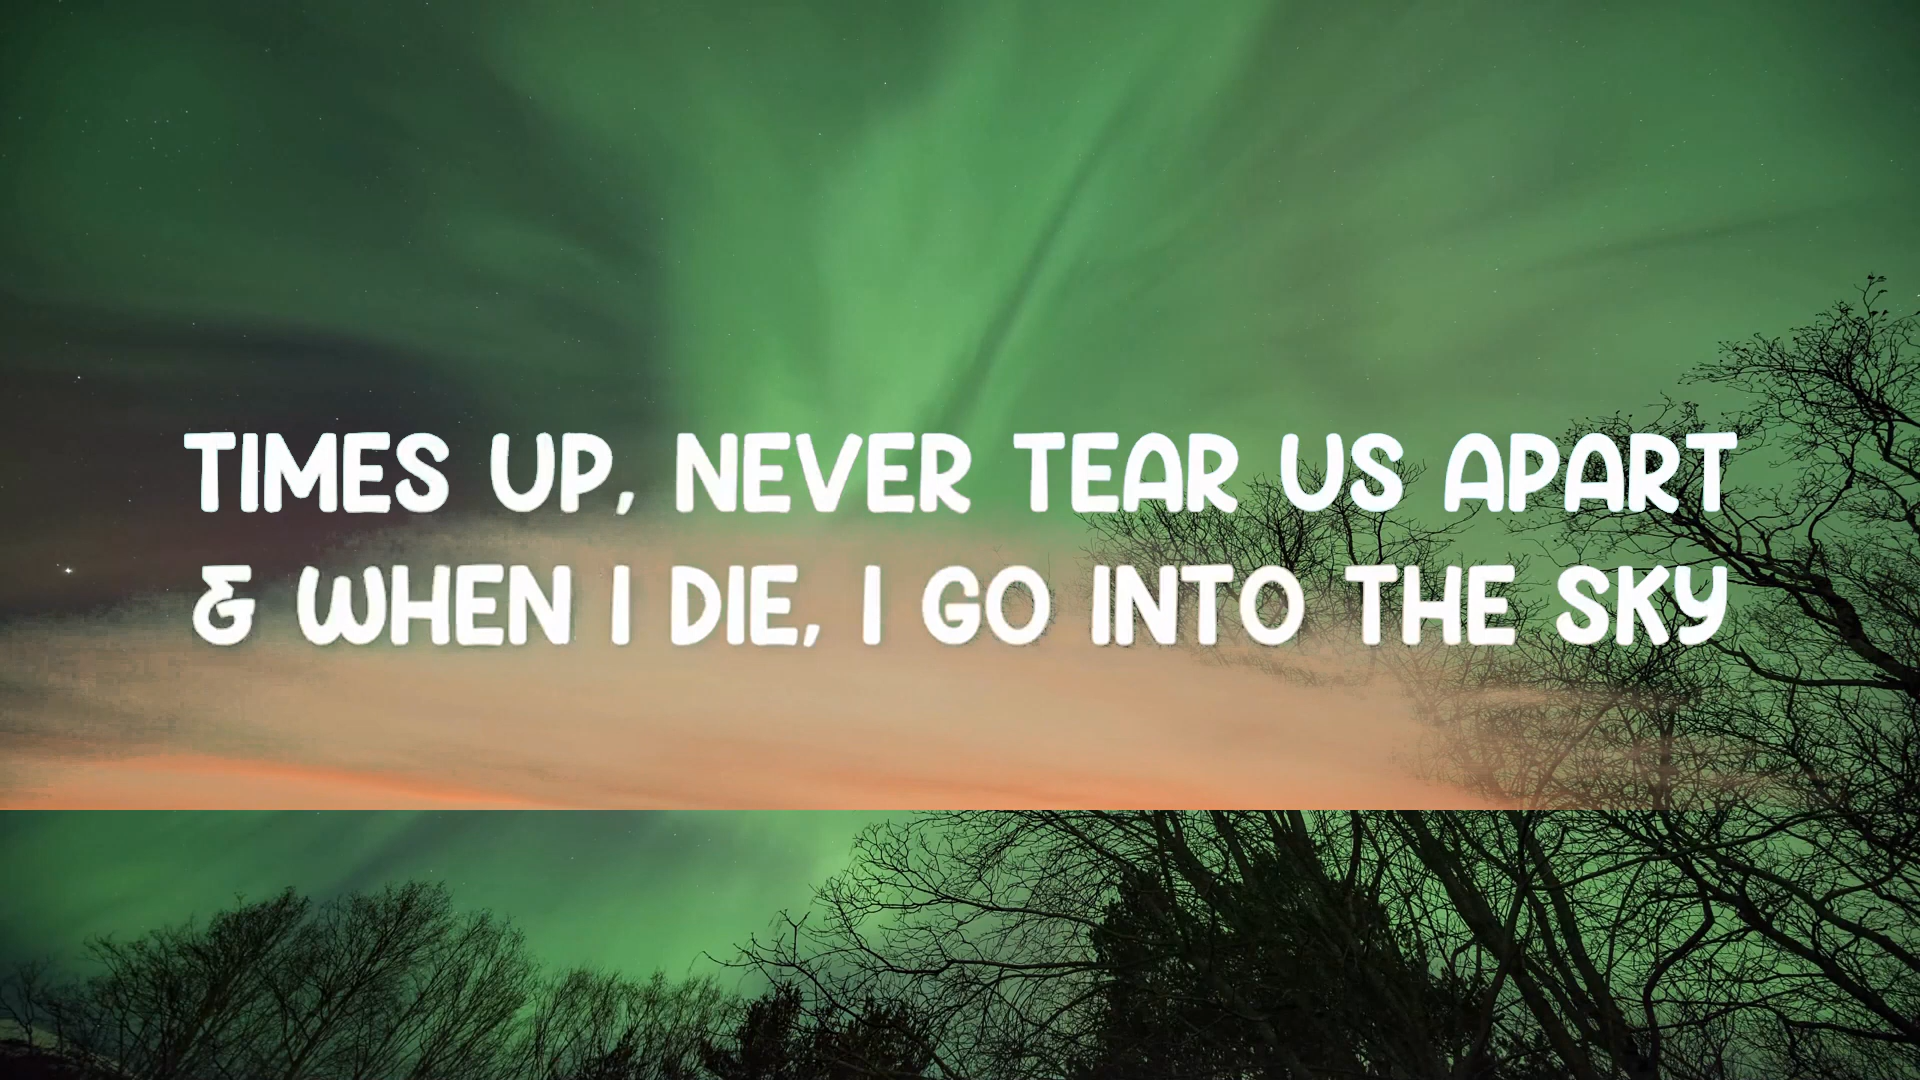 TIMES UP, NEVER TEAR US APART
& WHEN I DIE, I GO INTO THE SKY